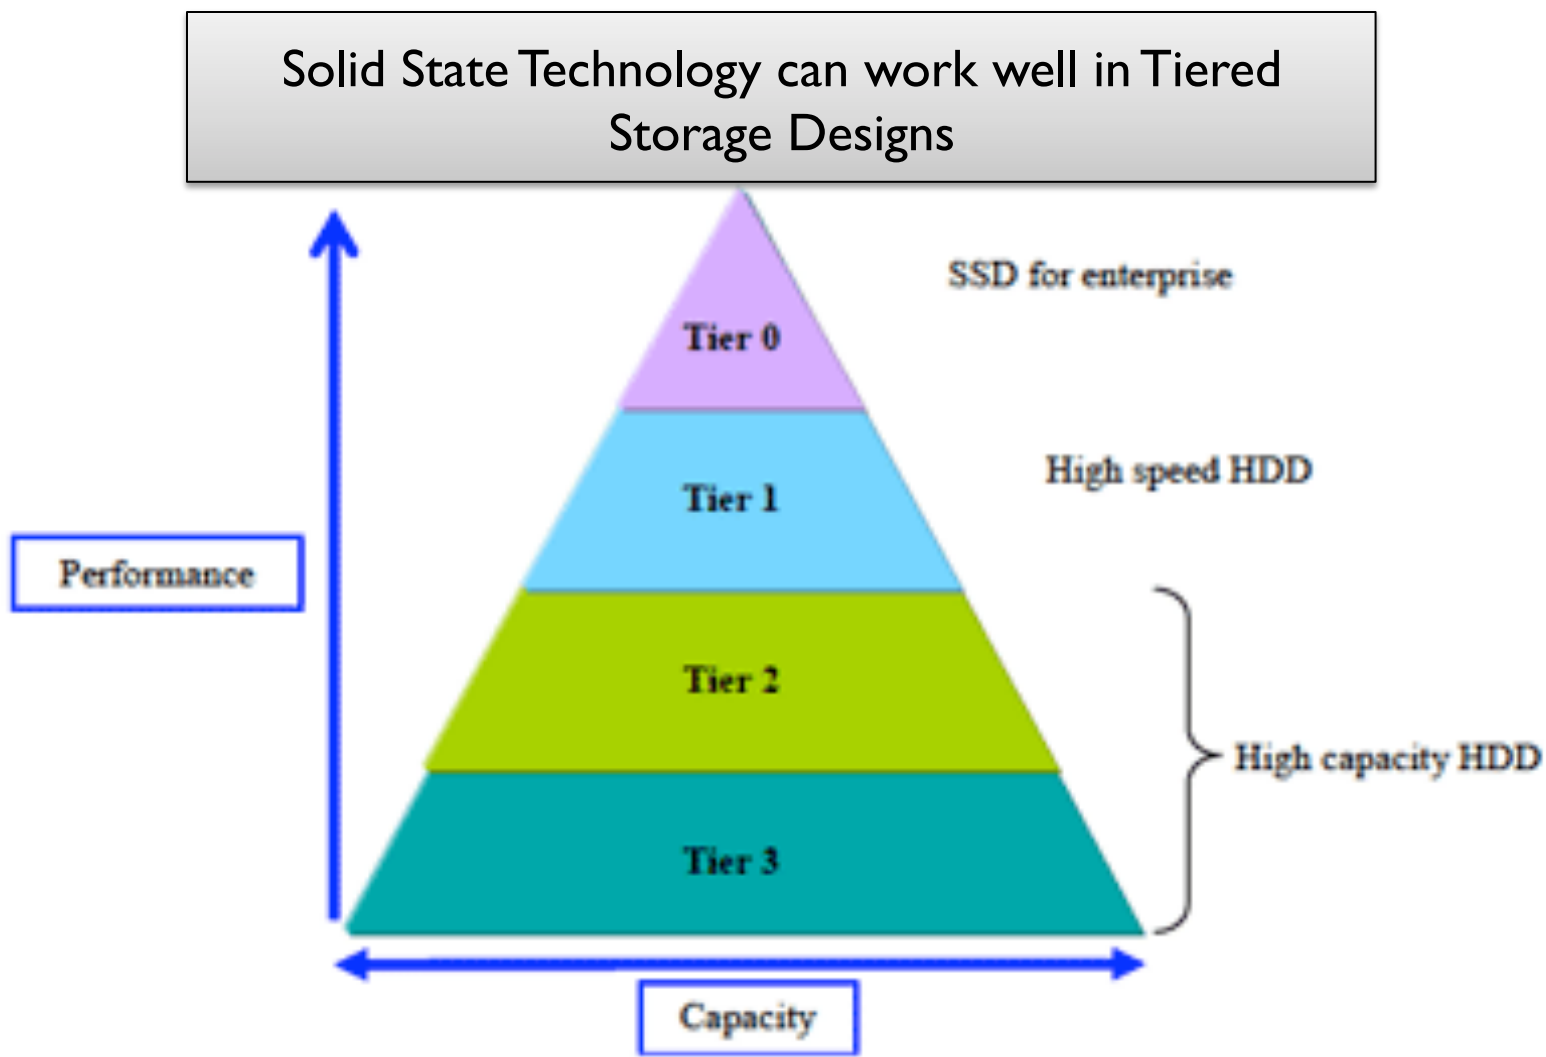 Solid State Technology can work well in Tiered
Storage Designs
SSD for enterprise
Tier 0
High speed HDD
Tier 1
Performance
Tier 2
High capacity HDD
Tier 3
Capacity